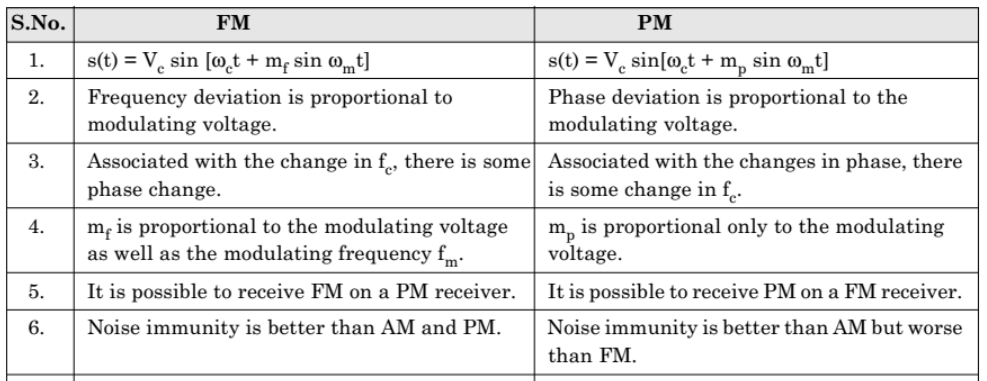 S.No. FM PM
1. s(t) = V_c sin [ω_ct + m_f sin ω_mt] s(t) = V_c sin[ω_ct + m_p sin ω_mt]
2. Frequency deviation is proportional to Phase deviation is proportional to the
modulating voltage. modulating voltage.
3. Associated with the change in f_c, there is some Associated with the changes in phase, there
phase change. is some change in f_c.
4. m_f is proportional to the modulating voltage m_p is proportional only to the modulating
as well as the modulating frequency f_m. voltage.
5. It is possible to receive FM on a PM receiver. It is possible to receive PM on a FM receiver.
6. Noise immunity is better than AM and PM. Noise immunity is better than AM but worse
than FM.